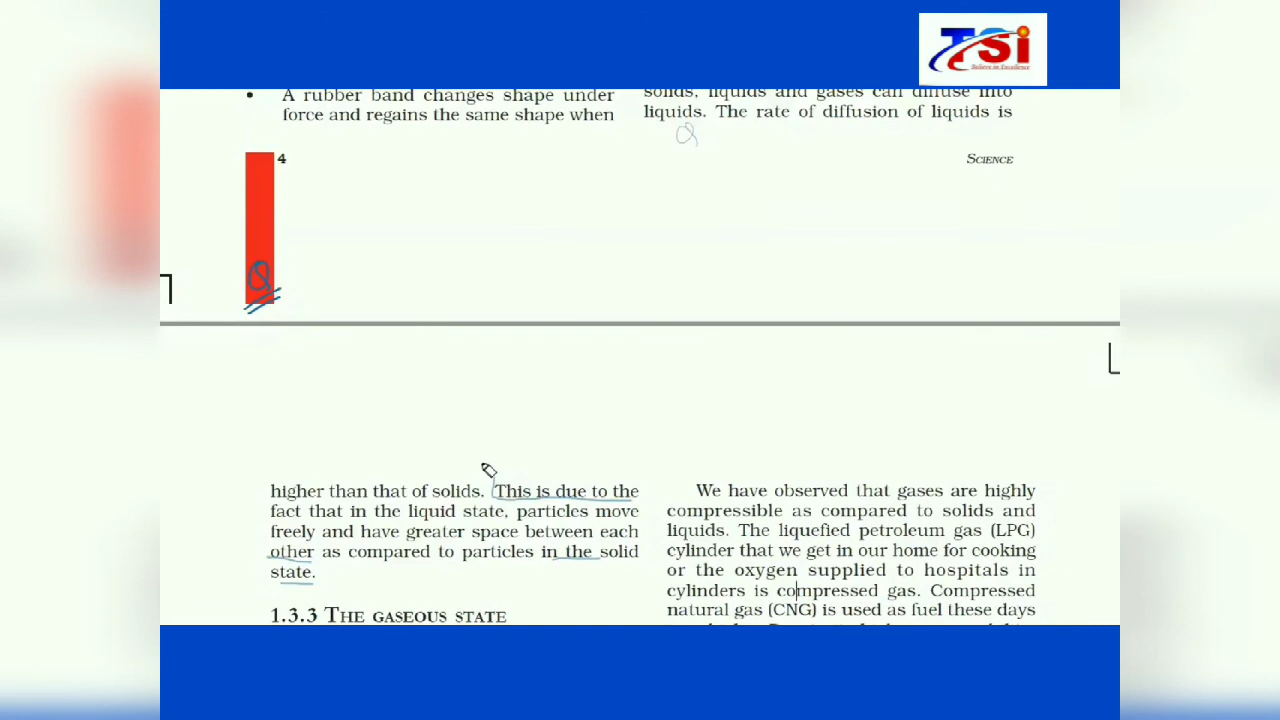 TSi
Believe in Excellence
A rubber band changes shape under
force and regains the same shape when
solids, liquids and gases can diffuse into
liquids. The rate of diffusion of liquids is
4
SCIENCE
higher than that of solids. This is due to the
fact that in the liquid state, particles move
freely and have greater space between each
other as compared to particles in the solid
state.
1.3.3 THE GASEOUS STATE
We have observed that gases are highly
compressible as compared to solids and
liquids. The liquefied petroleum gas (LPG)
cylinder that we get in our home for cooking
or the oxygen supplied to hospitals in
cylinders is compressed gas. Compressed
natural gas (CNG) is used as fuel these days